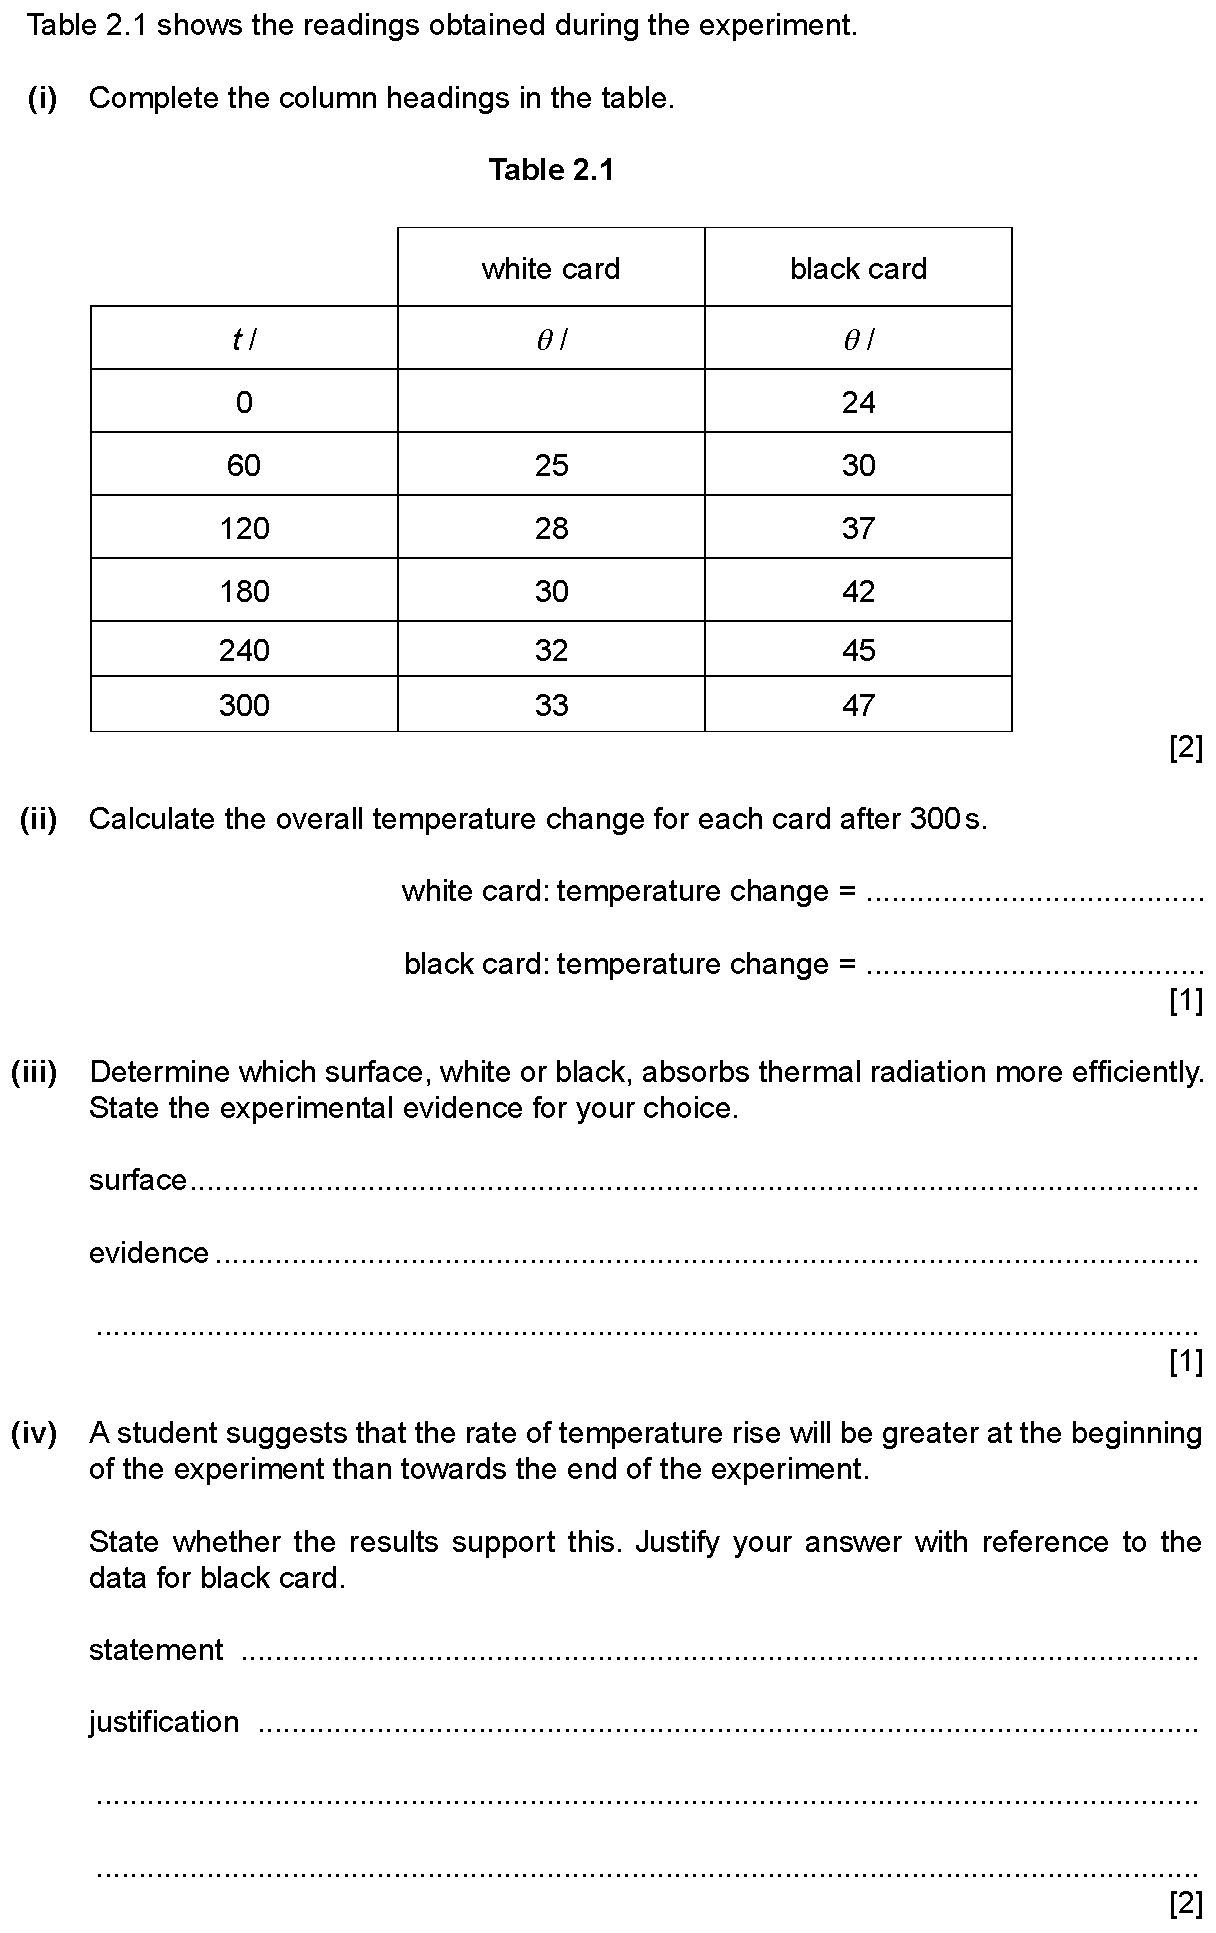 Table 2.1 shows the readings obtained during the experiment.
(i) Complete the column headings in the table.
Table 2.1
white card black card
t / θ / θ /
0 24
60 25 30
120 28 37
180 30 42
240 32 45
300 33 47
[2]
(ii) Calculate the overall temperature change for each card after 300 s.
white card: temperature change = ........................................
black card: temperature change = ........................................
[1]
(iii) Determine which surface, white or black, absorbs thermal radiation more efficiently.
State the experimental evidence for your choice.
surface........................................................................................................................
evidence.....................................................................................................................
...................................................................................................................................
[1]
(iv) A student suggests that the rate of temperature rise will be greater at the beginning
of the experiment than towards the end of the experiment.
State whether the results support this. Justify your answer with reference to the
data for black card.
statement ..................................................................................................................
justification ................................................................................................................
...................................................................................................................................
...................................................................................................................................
[2]